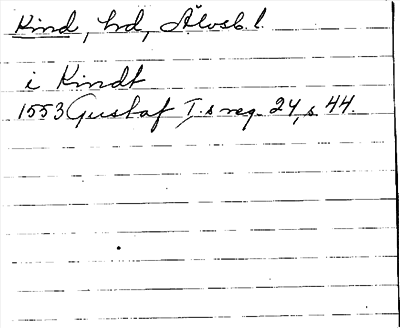 Kind, hd, Älvsb. l.
i Kindt
1553 Gustaf I.s reg. 24, s. 44.